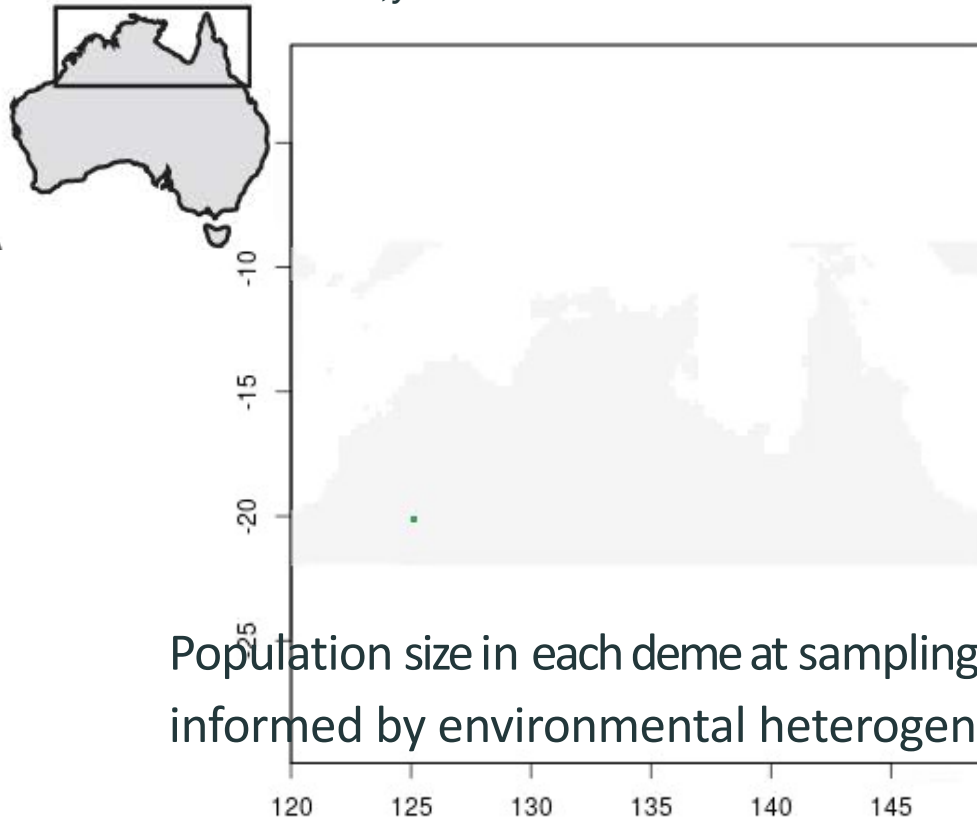 -10
-15
-20
-25
Population size in each deme at sampling
informed by environmental heterogen
120 125 130 135 140 145